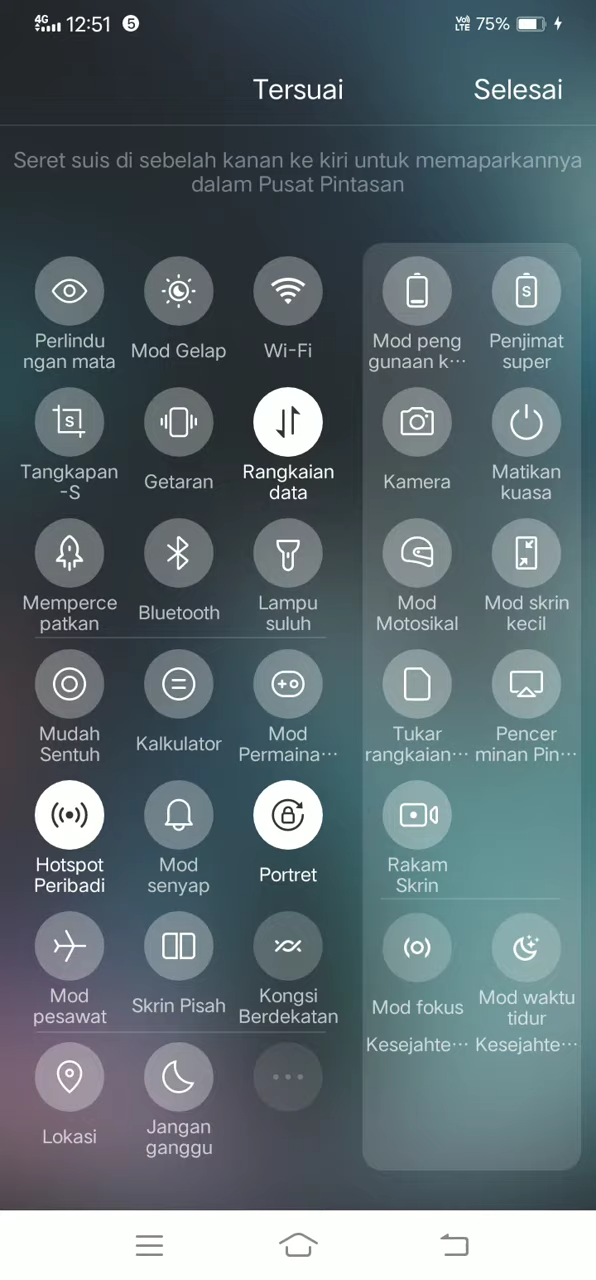 4G 12:51 5 Vo) LTE 75%
Tersuai Selesai
Seret suis di sebelah kanan ke kiri untuk memaparkannya
dalam Pusat Pintasan
Perlindu
ngan mata
Mod Gelap
Wi-Fi
Mod peng
gunaan k···
Penjimat
super
S
S
Tangkapan
-S
Getaran
Rangkaian
data
Kamera
Matikan
kuasa
Memperce
patkan
Bluetooth
Lampu
suluh
Mod
Motosikal
Mod skrin
kecil
Mudah
Sentuh
Kalkulator
Mod
Permaina···
Tukar
rangkaian···
Pencer
minan Pin···
Hotspot
Peribadi
Mod
senyap
Portret
Rakam
Skrin
Mod
pesawat
Skrin Pisah
Kongsi
Berdekatan
Mod fokus
Kesejahte···
Mod waktu
tidur
Kesejahte···
Lokasi
Jangan
ganggu